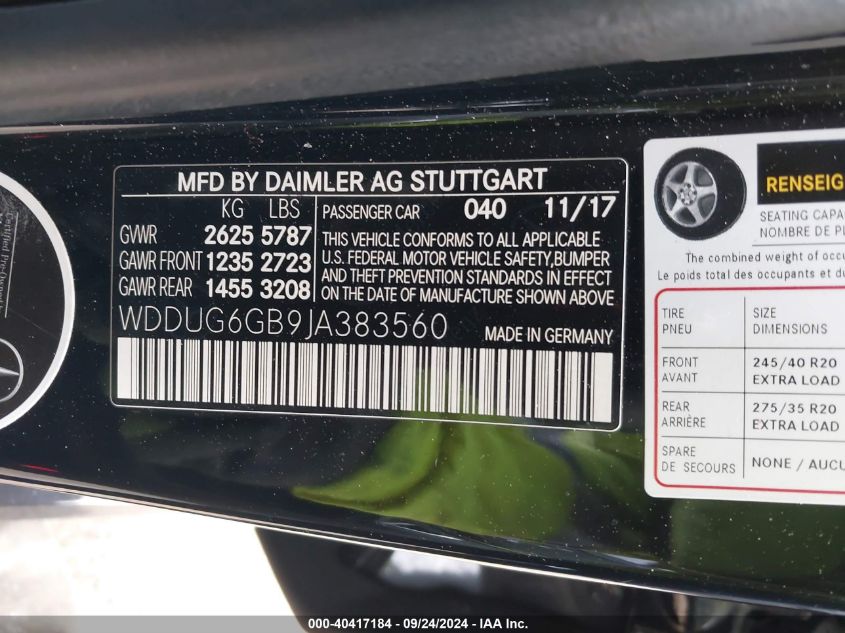 Certified Pre-Owned
MFD BY DAIMLER AG STUTTGART
KG LBS
GVWR 2625 5787
GAWR FRONT 1235 2723
GAWR REAR 1455 3208
PASSENGER CAR 040 11/17
THIS VEHICLE CONFORMS TO ALL APPLICABLE
U.S. FEDERAL MOTOR VEHICLE SAFETY,BUMPER
AND THEFT PREVENTION STANDARDS IN EFFECT
ON THE DATE OF MANUFACTURE SHOWN ABOVE
WDDUG6GB9JA383560
MADE IN GERMANY
RENSEIG
SEATING CAPA
NOMBRE DE PL
The combined weight of occu
Le poids total des occupants et du
TIRE SIZE
PNEU DIMENSIONS
FRONT 245/40 R20
AVANT EXTRA LOAD
REAR 275/35 R20
ARRIÈRE EXTRA LOAD
SPARE NONE / AUCU
DE SECOURS
000-40417184 - 09/24/2024 - IAA Inc.